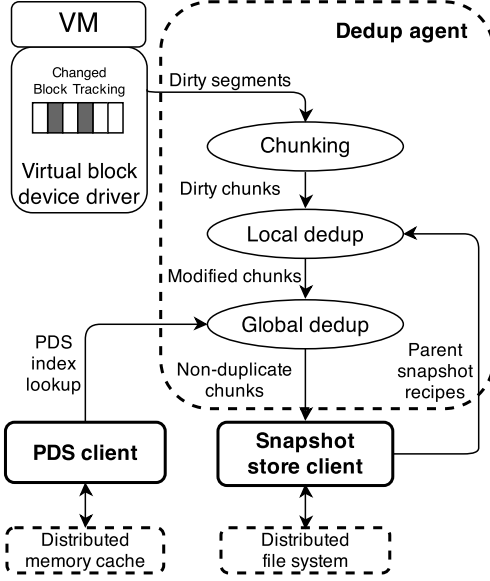 VM
Dedup agent
Changed
Block Tracking
Virtual block
device driver
Dirty segments
Chunking
Dirty chunks
Local dedup
Modified chunks
Global dedup
PDS
index
lookup
Non-duplicate
chunks
Parent
snapshot
recipes
PDS client
Snapshot
store client
Distributed
memory cache
Distributed
file system